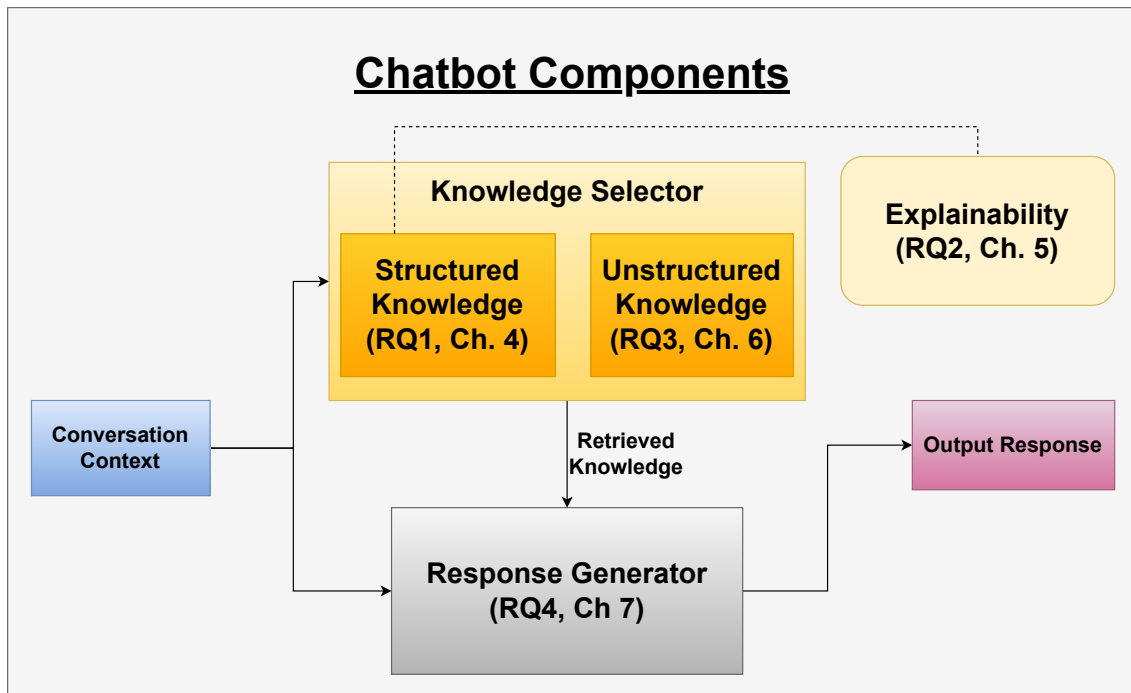 Chatbot Components
Knowledge Selector
Structured
Knowledge
(RQ1, Ch. 4)
Unstructured
Knowledge
(RQ3, Ch. 6)
Explainability
(RQ2, Ch. 5)
Conversation
Context
Retrieved
Knowledge
Output Response
Response Generator
(RQ4, Ch 7)